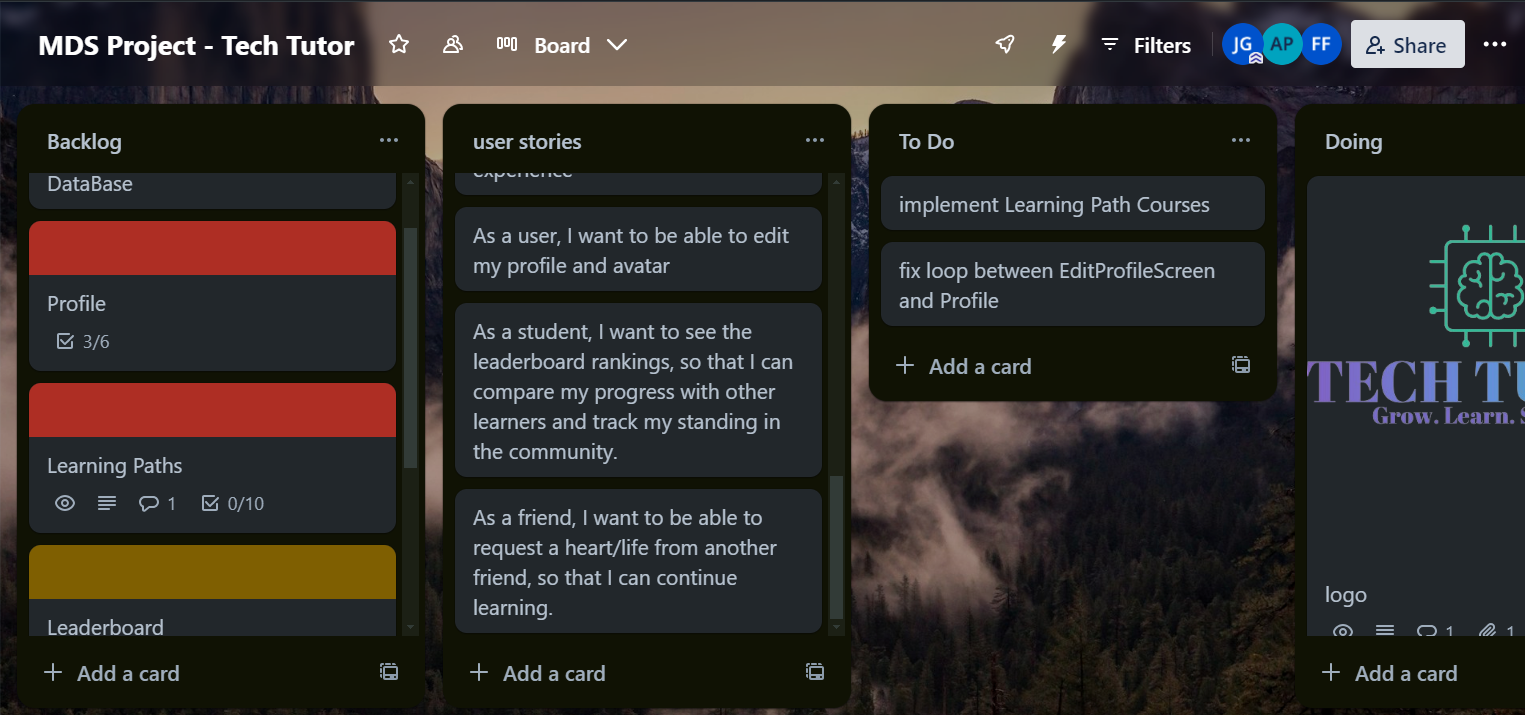 MDS Project - Tech Tutor
Board
Filters
JG
AP
FF
Share
Backlog
DataBase
Profile
3/6
Learning Paths
1
0/10
Leaderboard
Add a card
user stories
experience
As a user, I want to be able to edit
my profile and avatar
As a student, I want to see the
leaderboard rankings, so that I can
compare my progress with other
learners and track my standing in
the community.
As a friend, I want to be able to
request a heart/life from another
friend, so that I can continue
learning.
Add a card
To Do
implement Learning Path Courses
fix loop between EditProfileScreen
and Profile
Add a card
Doing
TECH TU
Grow. Learn. S
logo
1
1
Add a card